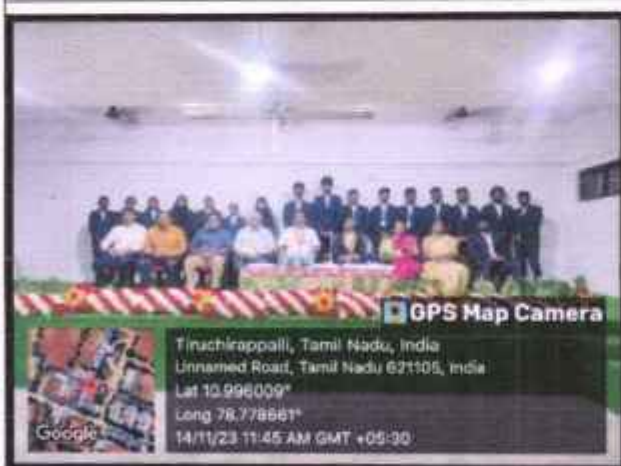 GPS Map Camera
Tiruchirappalli, Tamil Nadu, India
Unnamed Road, Tamil Nadu 621105, India
Lat 10.996009°
Long 78.778661°
14/11/23 11:45 AM GMT +05:30
Google